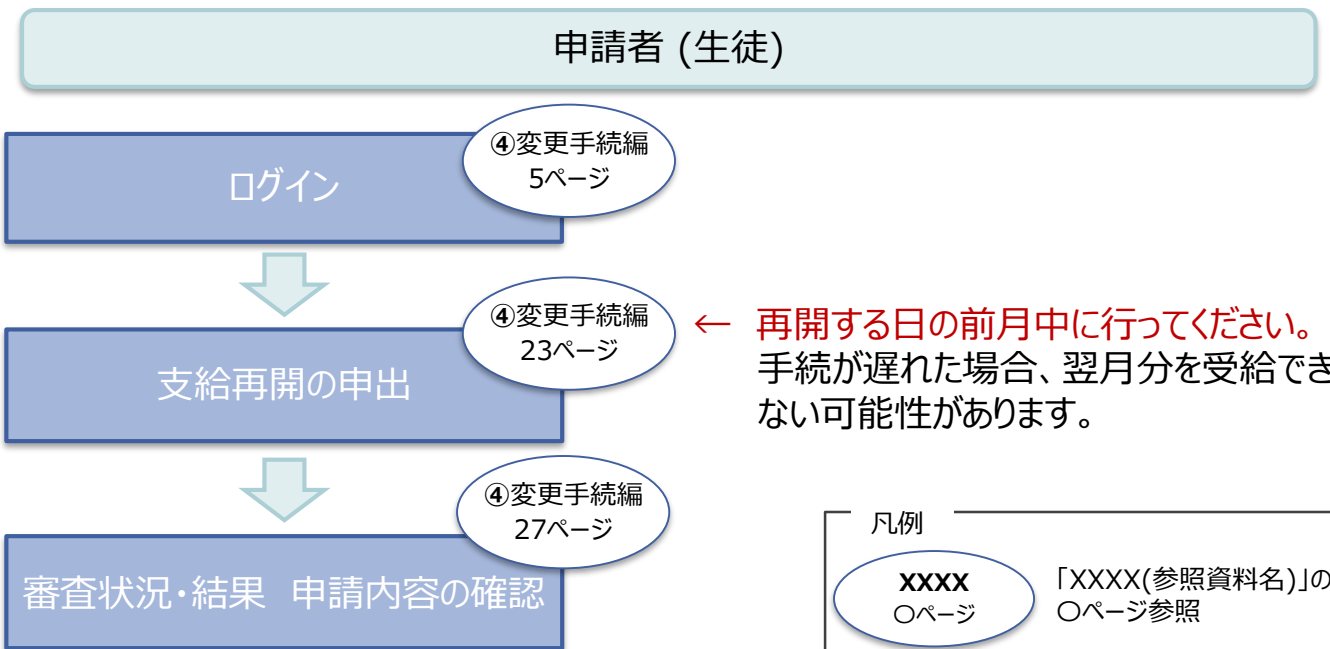 申請者 (生徒)
④変更手続編
5ページ
ログイン
④変更手続編
23ページ
← 再開する日の前月中に行ってください。
手続が遅れた場合、翌月分を受給でき
ない可能性があります。
支給再開の申出
④変更手続編
27ページ
審査状況・結果 申請内容の確認
凡例
XXXX
〇ページ
「XXXX(参照資料名)」の
〇ページ参照